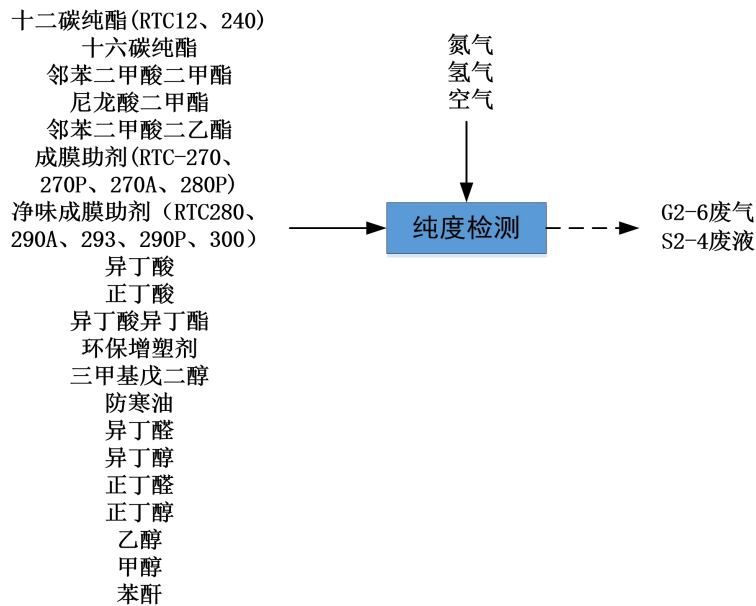 十二碳纯酯(RTC12、240)
十六碳纯酯
邻苯二甲酸二甲酯
尼龙酸二甲酯
邻苯二甲酸二乙酯
成膜助剂(RTC-270、
270P、270A、280P)
净味成膜助剂（RTC280、
290A、293、290P、300）
异丁酸
正丁酸
异丁酸异丁酯
环保增塑剂
三甲基戊二醇
防寒油
异丁醛
异丁醇
正丁醛
正丁醇
乙醇
甲醇
苯酐
氮气
氢气
空气
纯度检测
G2-6废气
S2-4废液